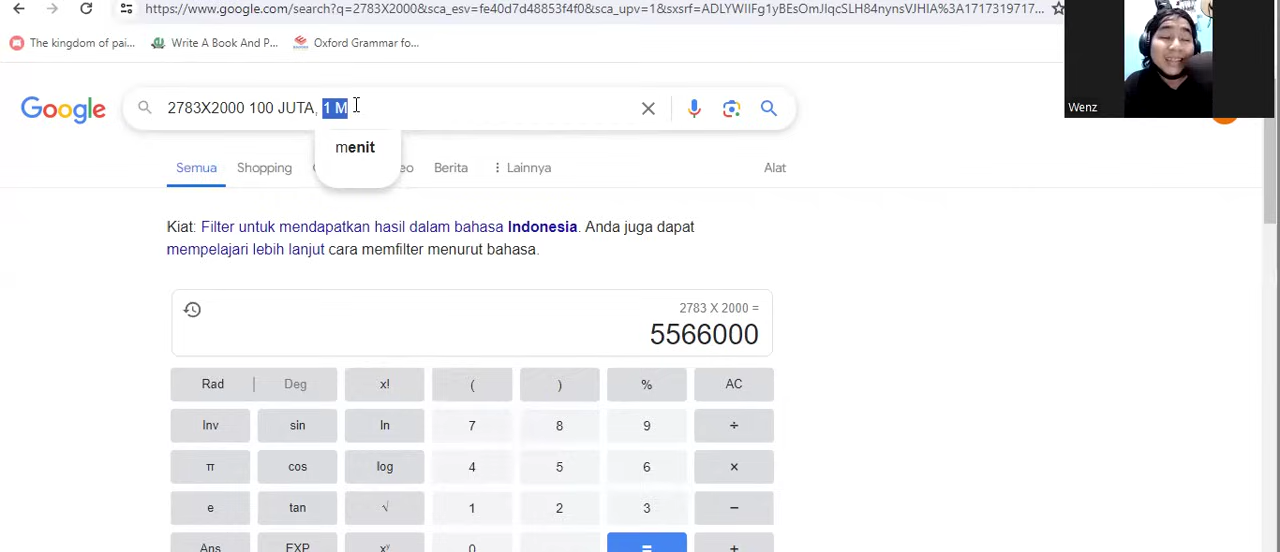 https://www.google.com/search?q=2783X2000&sca_esv=fe40d7d48853f4f0&sca_upv=1&sxsrf=ADLYWIIFg1yBEsOmJIqcSLH84nynsVJHIA%3A1717319717...
The kingdom of pai...
Write A Book And P...
Oxford Grammar fo...
Wenz
Google
2783X2000 100 JUTA, 1 M
menit
Semua
Shopping
eo
Berita
Lainnya
Alat
Kiat: Filter untuk mendapatkan hasil dalam bahasa Indonesia. Anda juga dapat
mempelajari lebih lanjut cara memfilter menurut bahasa.
2783 X 2000 =
5566000
Rad | Deg x! ( ) % AC
Inv sin ln 7 8 9 ÷
π cos log 4 5 6 ×
e tan √ 1 2 3 −
Ans EXP xʸ 0 = +